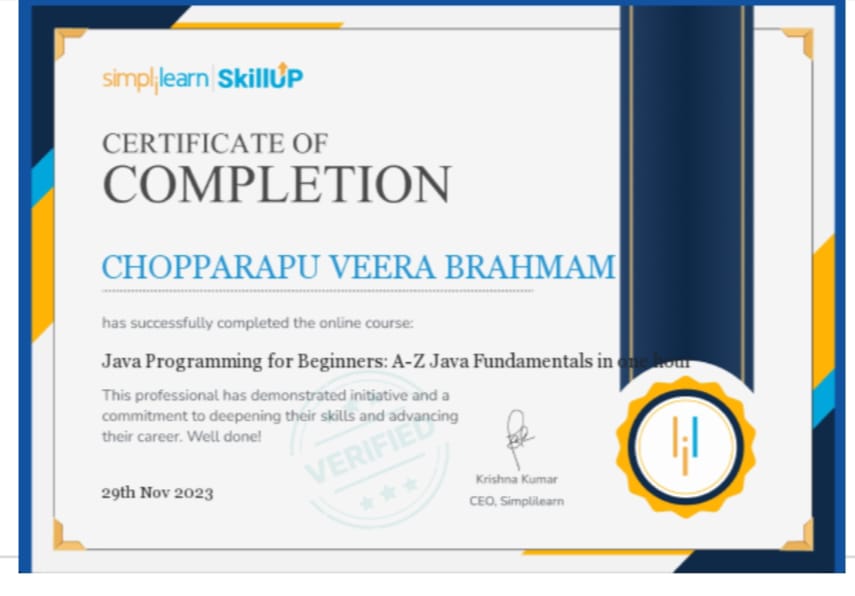 simplilearn | SkillUP
CERTIFICATE OF
COMPLETION
CHOPPARAPU VEERA BRAHMAM
has successfully completed the online course:
Java Programming for Beginners: A-Z Java Fundamentals in one hour
This professional has demonstrated initiative and a
commitment to deepening their skills and advancing
their career. Well done!
VERIFIED
29th Nov 2023
Krishna Kumar
CEO, Simplilearn